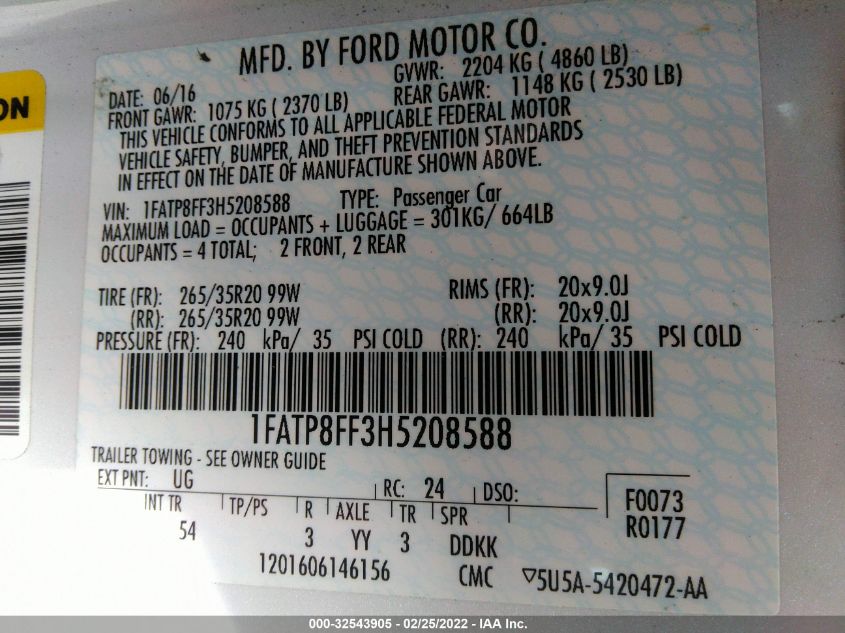 MFD. BY FORD MOTOR CO.
DATE: 06/16 GVWR: 2204 KG ( 4860 LB)
FRONT GAWR: 1075 KG ( 2370 LB) REAR GAWR: 1148 KG ( 2530 LB)
THIS VEHICLE CONFORMS TO ALL APPLICABLE FEDERAL MOTOR
VEHICLE SAFETY, BUMPER, AND THEFT PREVENTION STANDARDS
IN EFFECT ON THE DATE OF MANUFACTURE SHOWN ABOVE.
VIN: 1FATP8FF3H5208588 TYPE: Passenger Car
MAXIMUM LOAD = OCCUPANTS + LUGGAGE = 301KG/ 664LB
OCCUPANTS = 4 TOTAL; 2 FRONT, 2 REAR
TIRE (FR): 265/35R20 99W RIMS (FR): 20x9.0J
(RR): 265/35R20 99W (RR): 20x9.0J
PRESSURE (FR): 240 kPa/ 35 PSI COLD (RR): 240 kPa/ 35 PSI COLD
1FATP8FF3H5208588
TRAILER TOWING - SEE OWNER GUIDE
EXT PNT: UG RC: 24 DSO: F0073
INT TR TP/PS R AXLE TR SPR R0177
54 3 YY 3 DDKK
1201606146156 CMC ▽5U5A-5420472-AA
ON
000-32543905 - 02/25/2022 - IAA Inc.